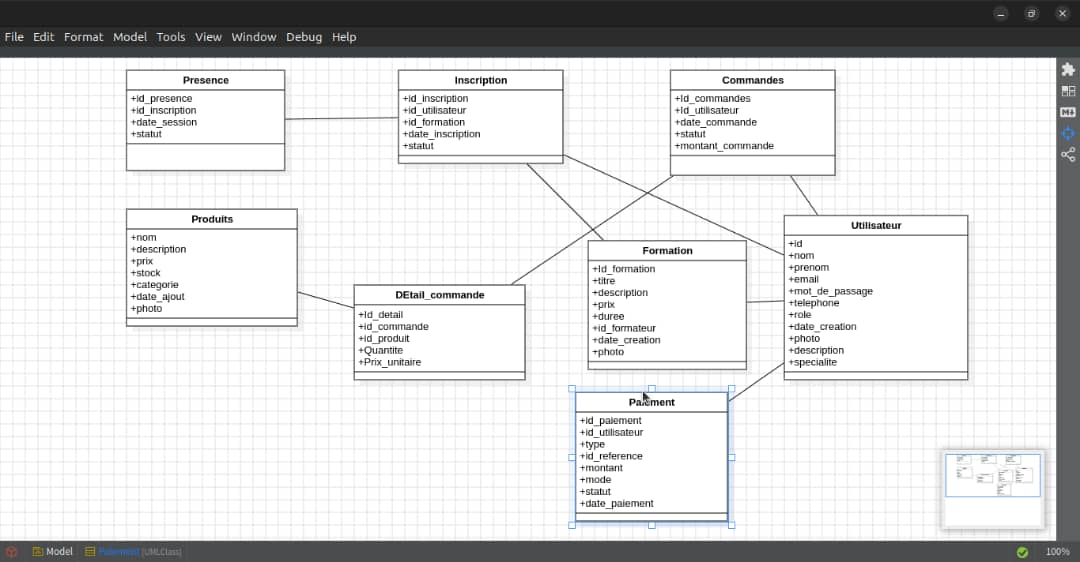 File Edit Format Model Tools View Window Debug Help
Presence
+id_presence
+id_inscription
+date_session
+statut
Inscription
+id_inscription
+id_utilisateur
+id_formation
+date_inscription
+statut
Commandes
+Id_commandes
+Id_utilisateur
+date_commande
+statut
+montant_commande
Produits
+nom
+description
+prix
+stock
+categorie
+date_ajout
+photo
DEtail_commande
+Id_detail
+id_commande
+id_produit
+Quantite
+Prix_unitaire
Formation
+Id_formation
+titre
+description
+prix
+duree
+id_formateur
+date_creation
+photo
Utilisateur
+id
+nom
+prenom
+email
+mot_de_passage
+telephone
+role
+date_creation
+photo
+description
+specialite
Paiement
+id_paiement
+id_utilisateur
+type
+id_reference
+montant
+mode
+statut
+date_paiement
M
Model Paiement [UMLClass] 100%